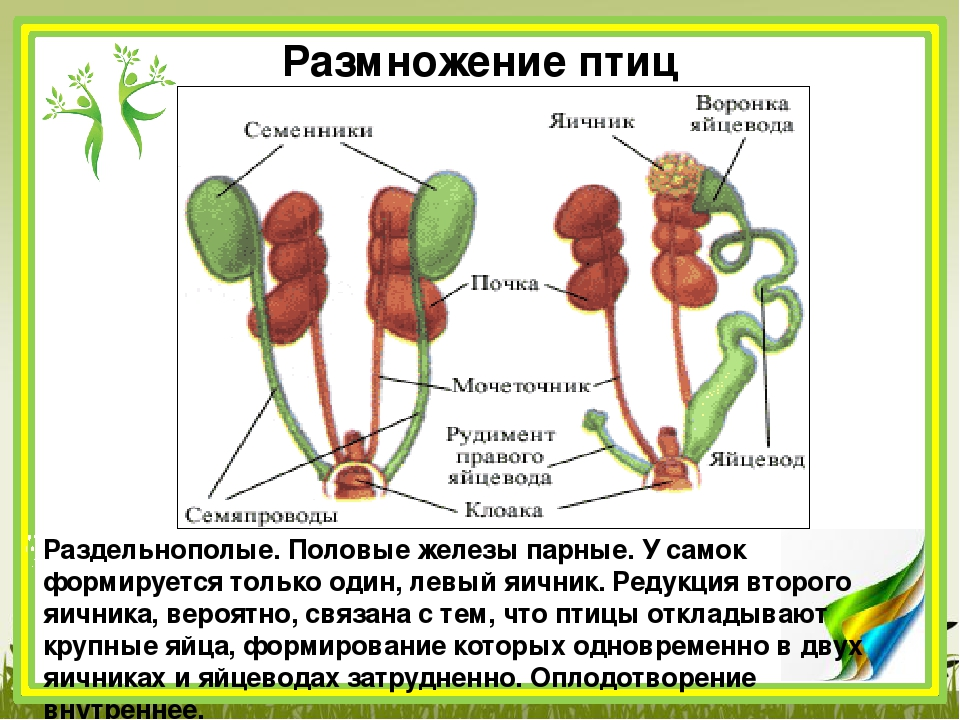 Размножение птиц
Воронка
яйцевода
Яичник
Семенники
Почка
Мочеточник
Рудимент
правого
яйцевода
Яйцевод
Клоака
Семяпроводы
Раздельнополые. Половые железы парные. У самок
формируется только один, левый яичник. Редукция второго
яичника, вероятно, связана с тем, что птицы откладывают
крупные яйца, формирование которых одновременно в двух
яичниках и яйцеводах затрудненно. Оплодотворение
внутреннее.